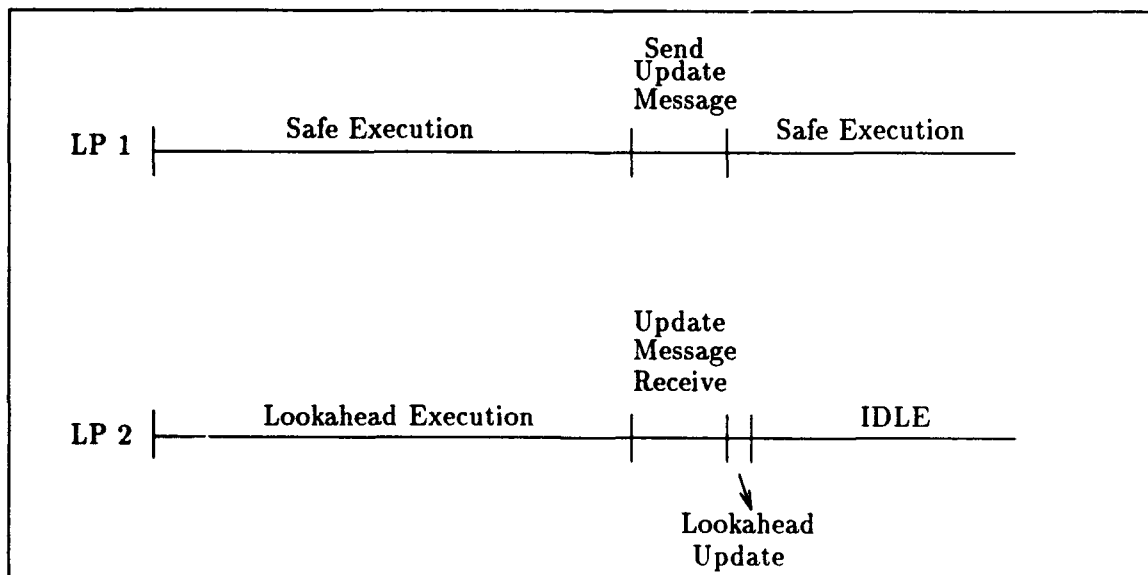 Send
Update
Message
LP 1
Safe Execution
Safe Execution
Update
Message
Receive
LP 2
Lookahead Execution
IDLE
Lookahead
Update